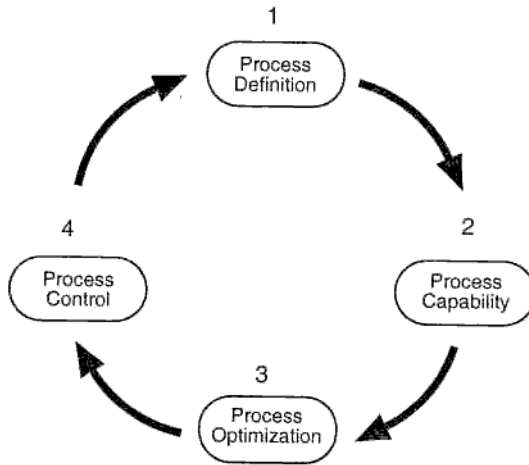 1
Process
Definition
2
Process
Capability
3
Process
Optimization
4
Process
Control